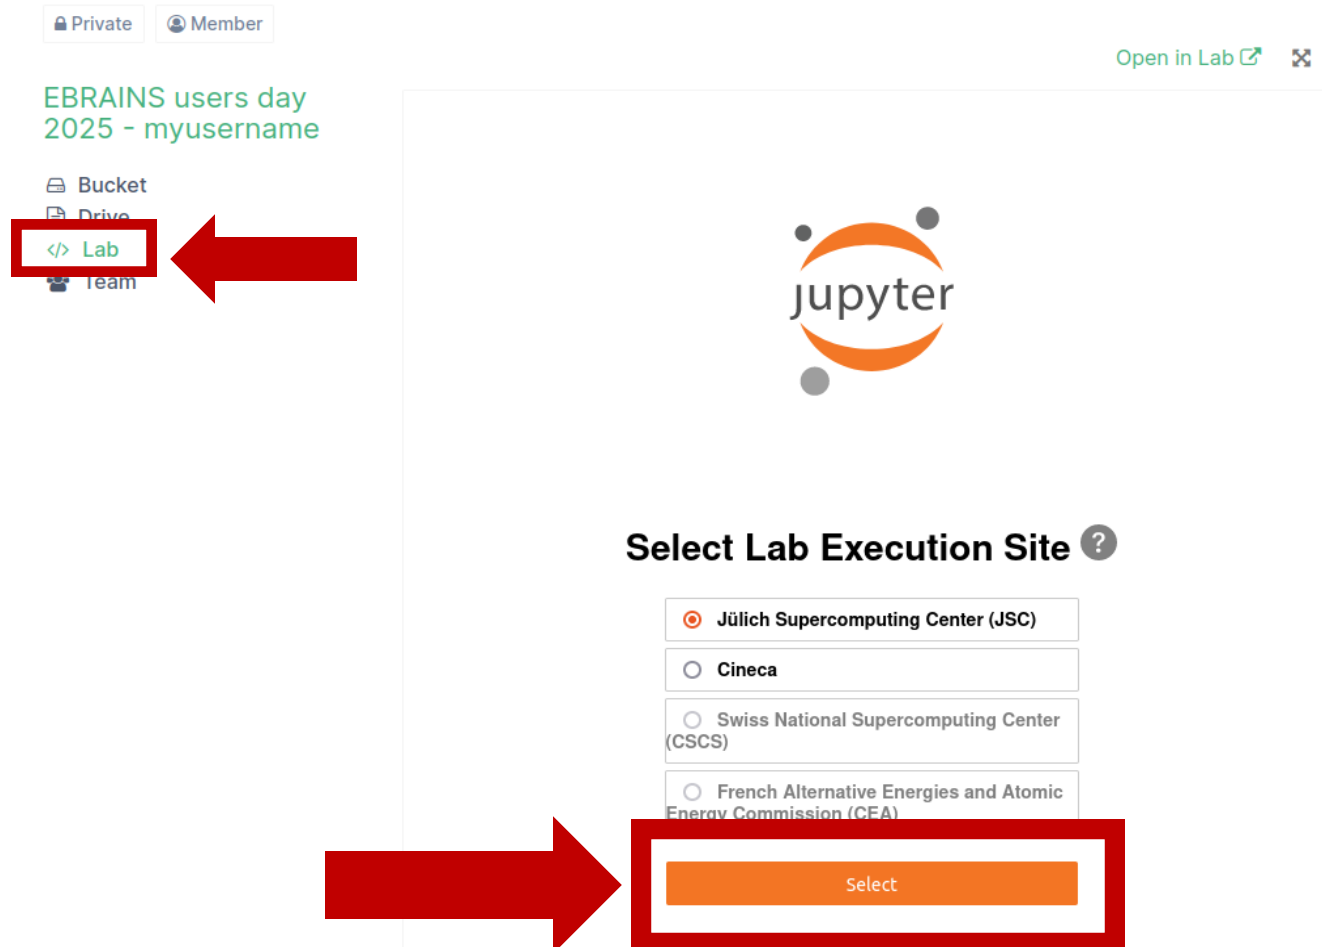 Private
Member
Open in Lab
EBRAINS users day
2025 - myusername
Bucket
Drive
</> Lab
Team
jupyter
Select Lab Execution Site ?
Jülich Supercomputing Center (JSC)
Cineca
Swiss National Supercomputing Center
(CSCS)
French Alternative Energies and Atomic
Energy Commission (CEA)
Select